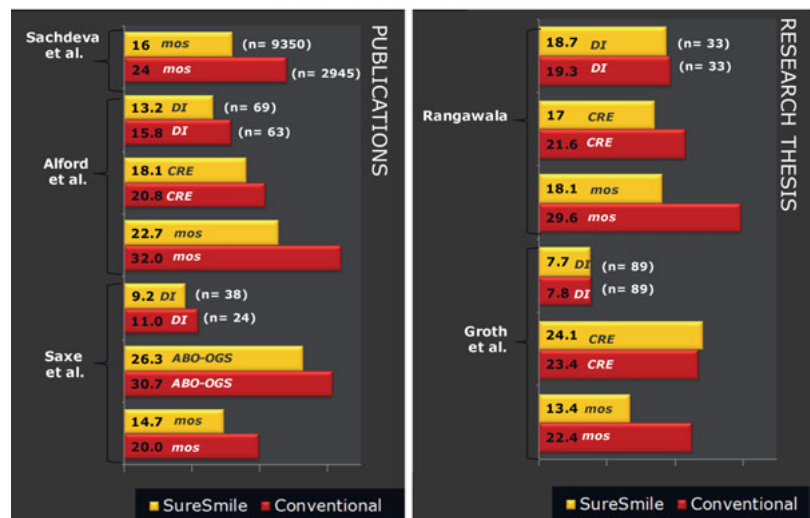 PUBLICATIONS
Sachdeva
et al.
16 mos (n= 9350)
24 mos (n= 2945)
Alford
et al.
13.2 DI (n= 69)
15.8 DI (n= 63)
18.1 CRE
20.8 CRE
22.7 mos
32.0 mos
Saxe
et al.
9.2 DI (n= 38)
11.0 DI (n= 24)
26.3 ABO-OGS
30.7 ABO-OGS
14.7 mos
20.0 mos
SureSmile Conventional
RESEARCH THESIS
Rangawala
18.7 DI (n= 33)
19.3 DI (n= 33)
17 CRE
21.6 CRE
18.1 mos
29.6 mos
Groth
et al.
7.7 DI (n= 89)
7.8 DI (n= 89)
24.1 CRE
23.4 CRE
13.4 mos
22.4 mos
SureSmile Conventional